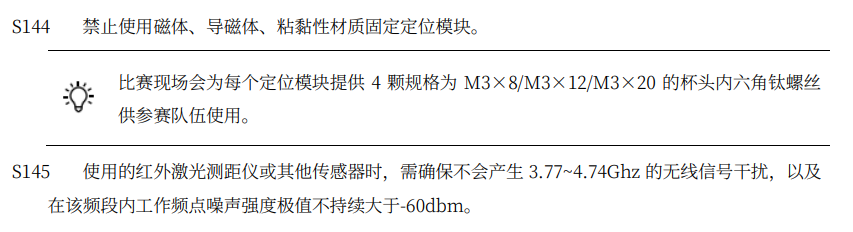 S144 禁止使用磁体、导磁体、粘黏性材质固定定位模块。
比赛现场会为每个定位模块提供 4 颗规格为 M3×8/M3×12/M3×20 的杯头内六角钛螺丝
供参赛队伍使用。
S145 使用的红外激光测距仪或其他传感器时，需确保不会产生 3.77~4.74Ghz 的无线信号干扰，以及
在该频段内工作频点噪声强度极值不持续大于-60dbm。